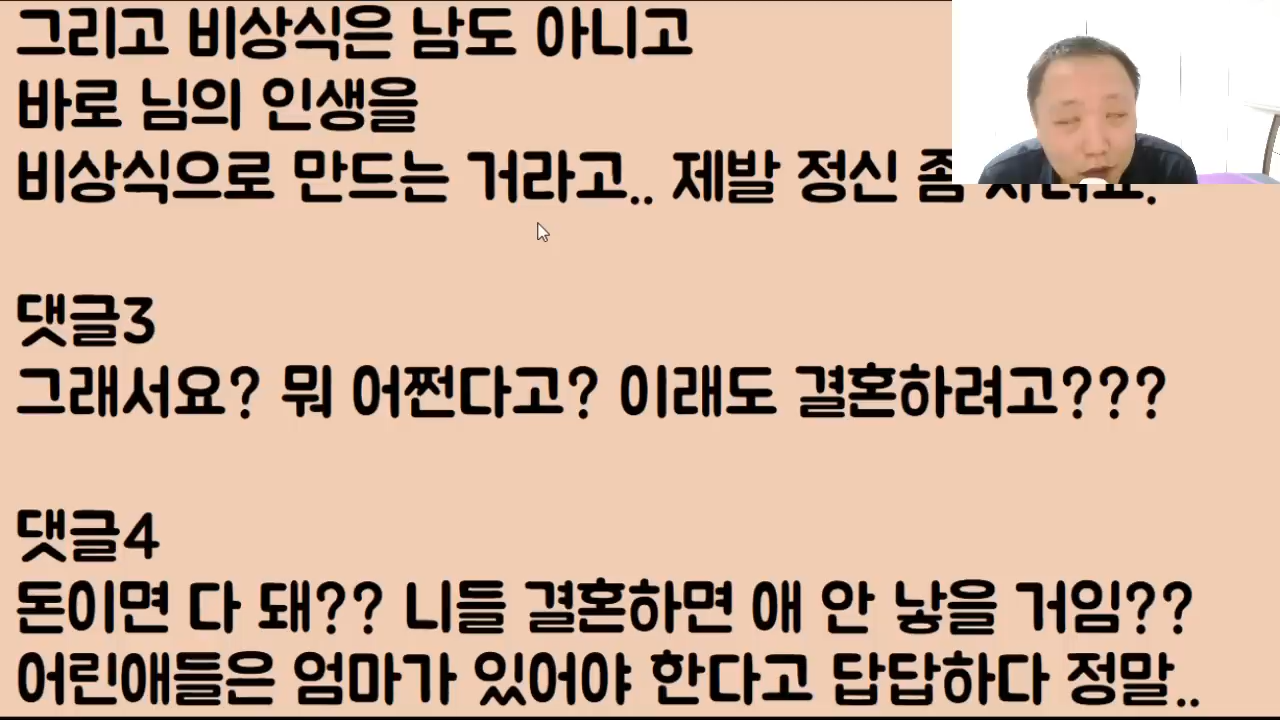 그리고 비상식은 남도 아니고
바로 님의 인생을
비상식으로 만드는 거라고.. 제발 정신 좀
댓글3
그래서요? 뭐 어쩐다고? 이래도 결혼하려고???
댓글4
돈이면 다 돼?? 니들 결혼하면 애 안 낳을 거임??
어린애들은 엄마가 있어야 한다고 답답하다 정말..